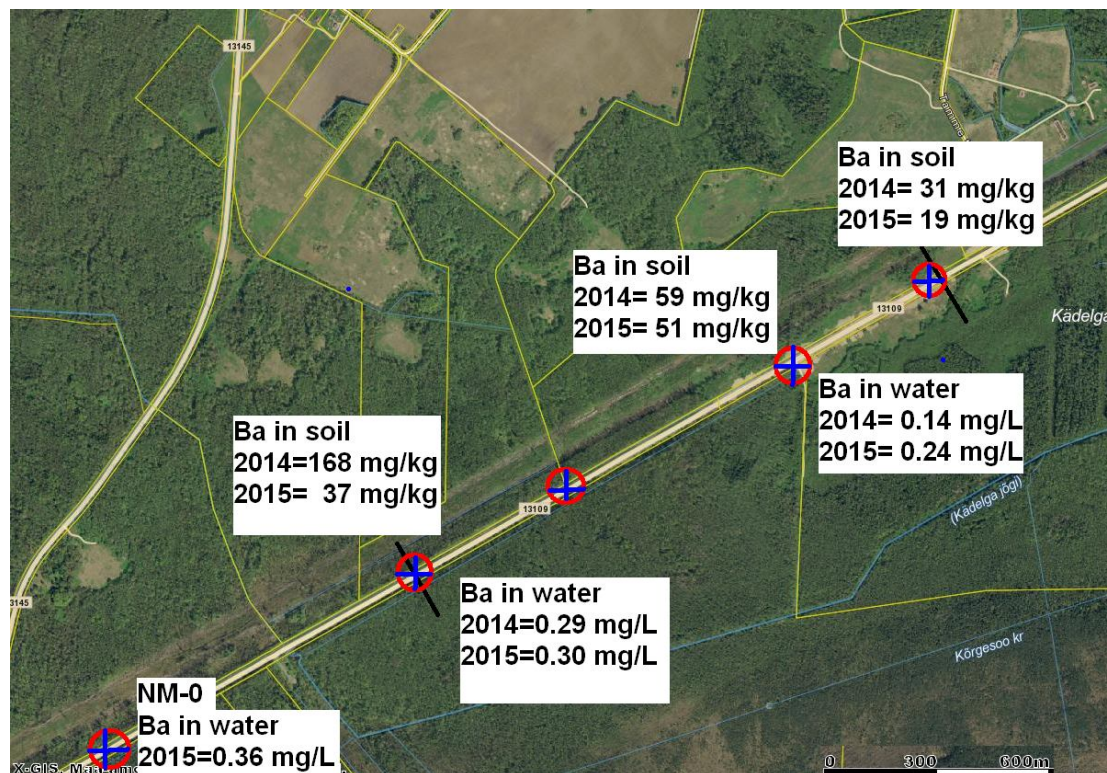 13145
Ba in soil
2014= 31 mg/kg
2015= 19 mg/kg
Ba in soil
2014= 59 mg/kg
2015= 51 mg/kg
13109
Kädelga
Ba in water
2014= 0.14 mg/L
2015= 0.24 mg/L
Ba in soil
2014=168 mg/kg
2015= 37 mg/kg
13109
(Kädelga jõgi)
Ba in water
2014=0.29 mg/L
2015=0.30 mg/L
3145
Kõrgesoo kr
NM-0
Ba in water
2015=0.36 mg/L
X-GIS
0 300 600m